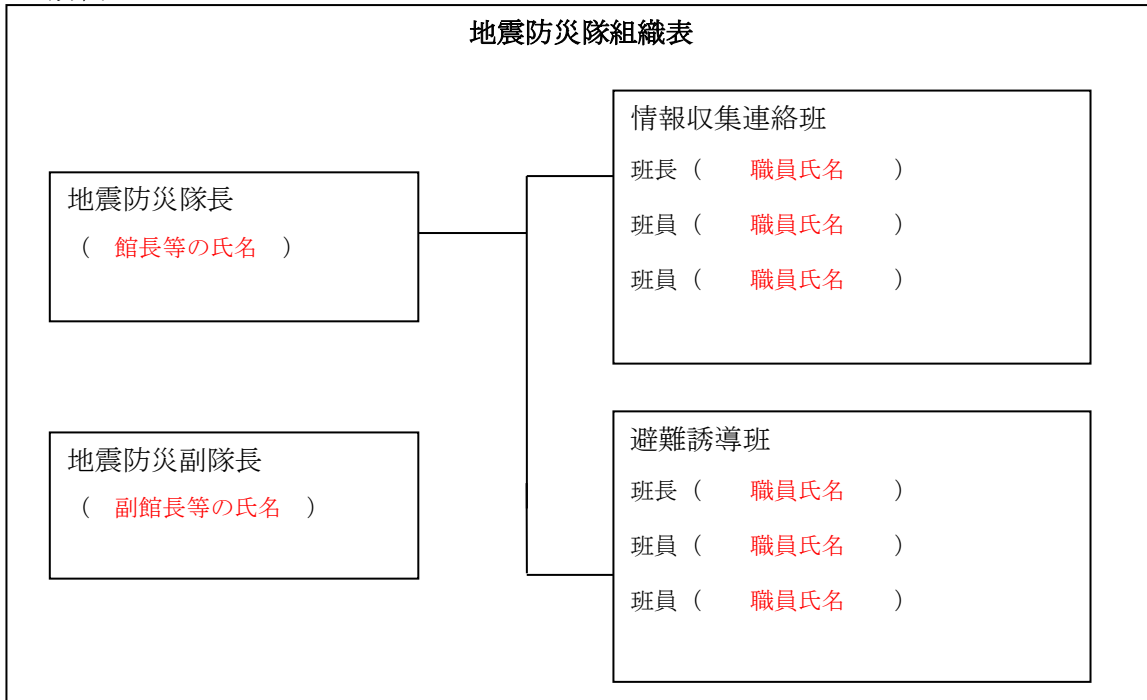 地震防災隊組織表
地震防災隊長
（　館長等の氏名　）
地震防災副隊長
（　副館長等の氏名　）
情報収集連絡班
班長（　　職員氏名　　）
班員（　　職員氏名　　）
班員（　　職員氏名　　）
避難誘導班
班長（　　職員氏名　　）
班員（　　職員氏名　　）
班員（　　職員氏名　　）